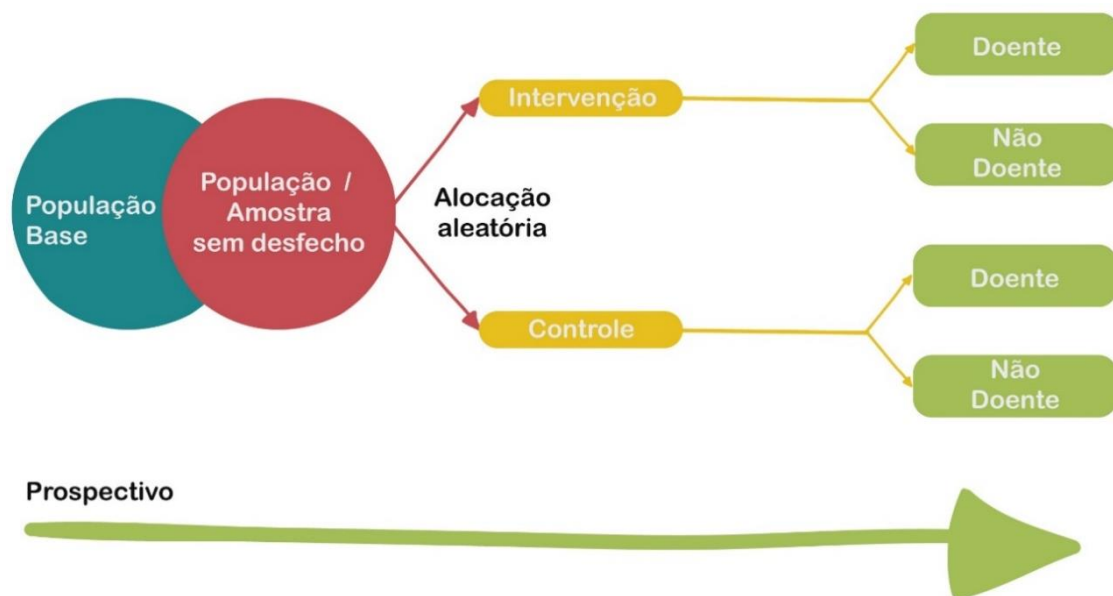 População
Base
População /
Amostra
sem desfecho
Alocação
aleatória
Intervenção
Controle
Doente
Não
Doente
Doente
Não
Doente
Prospectivo